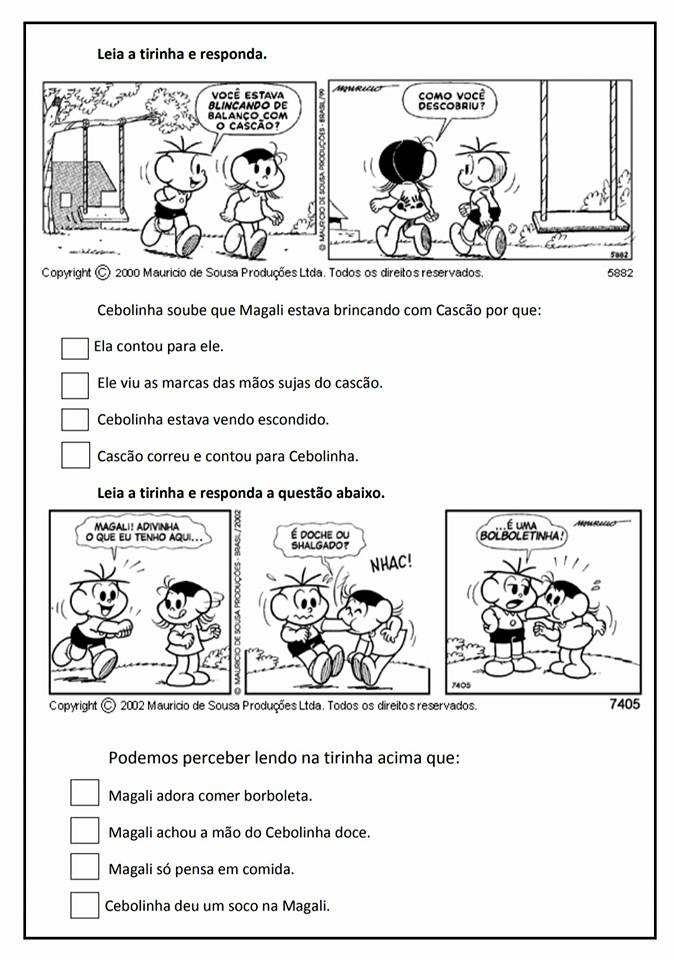 Leia a tirinha e responda.
VOCÊ ESTAVA
BLINCANDO DE
BALANÇO COM
O CASCÃO?
© MAURICIO DE SOUSA PRODUÇÕES - BRASIL/99
MAURICIO
COMO VOCÊ
DESCOBRIU?
5882
Copyright © 2000 Mauricio de Sousa Produções Ltda. Todos os direitos reservados. 5882
Cebolinha soube que Magali estava brincando com Cascão por que:
Ela contou para ele.
Ele viu as marcas das mãos sujas do cascão.
Cebolinha estava vendo escondido.
Cascão correu e contou para Cebolinha.
Leia a tirinha e responda a questão abaixo.
MAGALI! ADIVINHA
O QUE EU TENHO AQUI...
© MAURICIO DE SOUSA PRODUÇÕES - BRASIL/2002
É DOCHE OU
SHALGADO?
NHAC!
...É UMA
BOLBOLETINHA!
MAURICIO
7405
Copyright © 2002 Mauricio de Sousa Produções Ltda. Todos os direitos reservados. 7405
Podemos perceber lendo na tirinha acima que:
Magali adora comer borboleta.
Magali achou a mão do Cebolinha doce.
Magali só pensa em comida.
Cebolinha deu um soco na Magali.